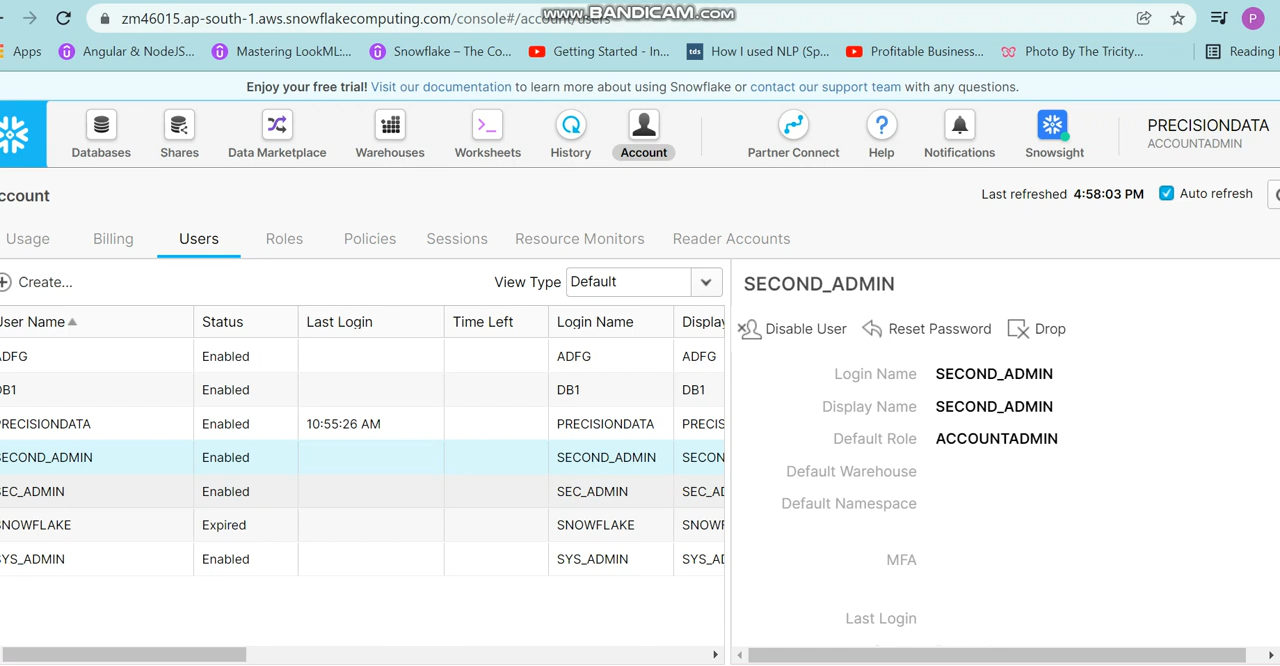 www.BANDICAM.com
zm46015.ap-south-1.aws.snowflakecomputing.com/console#/account/users
P
Apps
Angular & NodeJS...
Mastering LookML:...
Snowflake – The Co...
Getting Started - In...
tds
How I used NLP (Sp...
Profitable Business...
Photo By The Tricity...
Reading
Enjoy your free trial! Visit our documentation to learn more about using Snowflake or contact our support team with any questions.
Databases
Shares
Data Marketplace
Warehouses
Worksheets
History
Account
Partner Connect
Help
Notifications
Snowsight
PRECISIONDATA
ACCOUNTADMIN
ccount
Last refreshed 4:58:03 PM
Auto refresh
Usage
Billing
Users
Roles
Policies
Sessions
Resource Monitors
Reader Accounts
Create...
View Type Default
User Name Status Last Login Time Left Login Name Display
ADFG Enabled ADFG ADFG
DB1 Enabled DB1 DB1
PRECISIONDATA Enabled 10:55:26 AM PRECISIONDATA PRECIS
SECOND_ADMIN Enabled SECOND_ADMIN SECON
SEC_ADMIN Enabled SEC_ADMIN SEC_AD
SNOWFLAKE Expired SNOWFLAKE SNOWF
SYS_ADMIN Enabled SYS_ADMIN SYS_AD
SECOND_ADMIN
Disable User
Reset Password
Drop
Login Name SECOND_ADMIN
Display Name SECOND_ADMIN
Default Role ACCOUNTADMIN
Default Warehouse
Default Namespace
MFA
Last Login